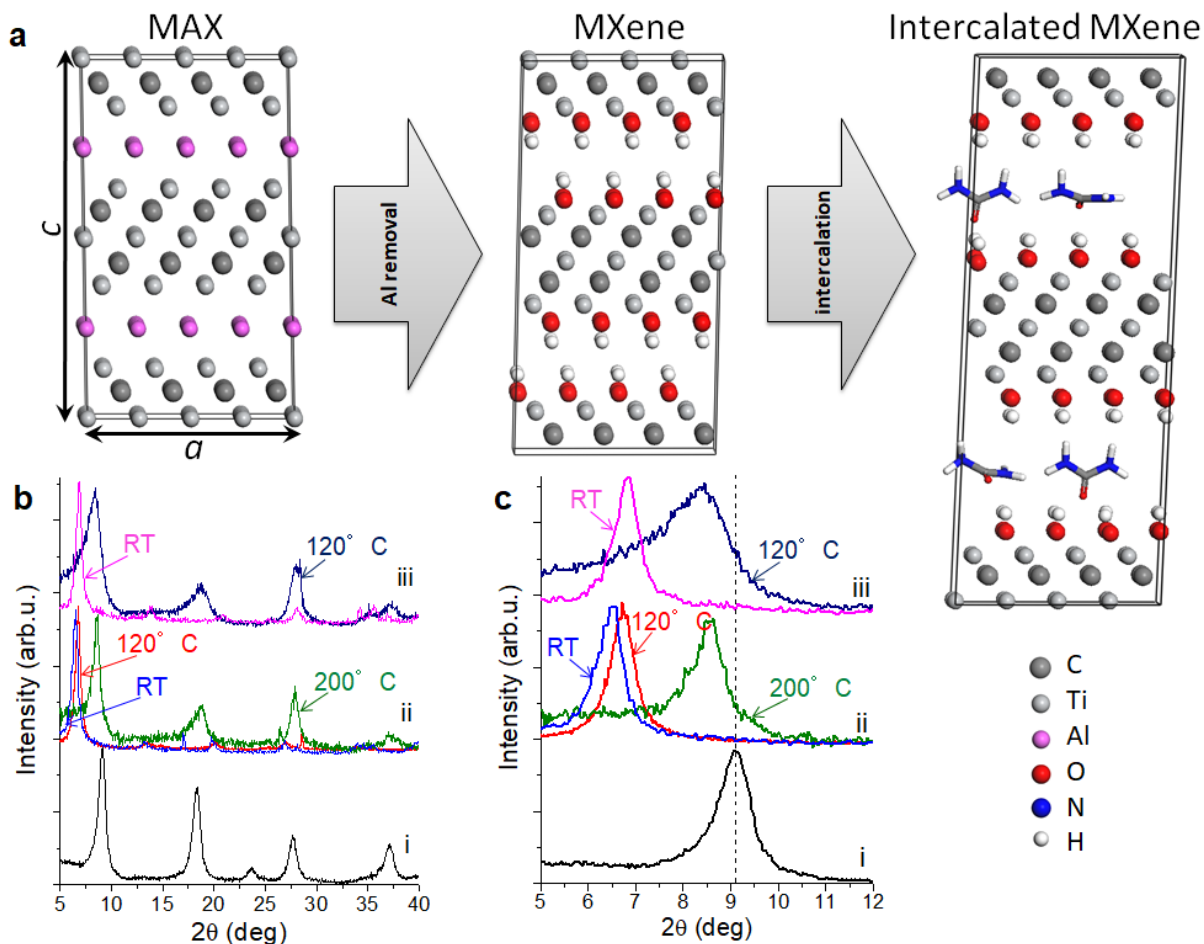 a
MAX
MXene
Intercalated MXene
c
a
Al removal
intercalation
b
RT
120° C
iii
120° C
RT
200° C
ii
i
Intensity (arb.u.)
5 10 15 20 25 30 35 40
2θ (deg)
c
RT
120° C
iii
RT
120° C
200° C
ii
i
Intensity (arb.u.)
5 6 7 8 9 10 11 12
2θ (deg)
C
Ti
Al
O
N
H